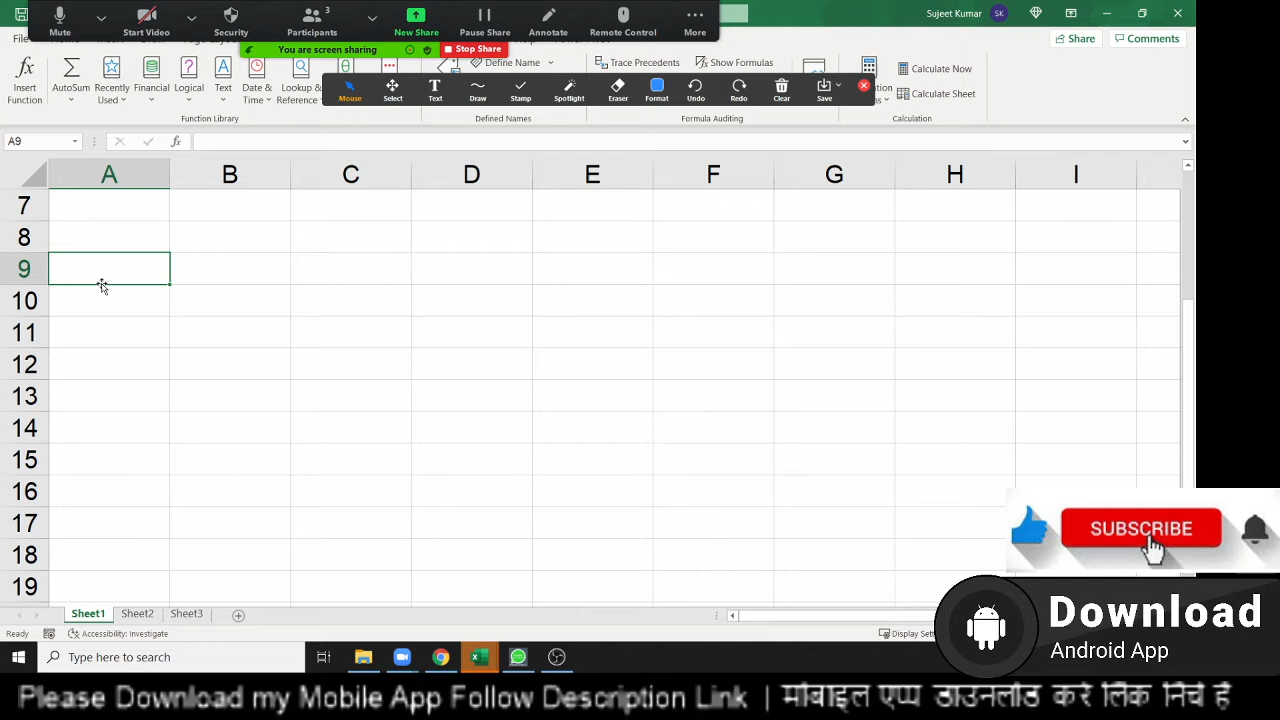 3
Sujeet Kumar SK
Mute Start Video Security Participants New Share Pause Share Annotate Remote Control More
You are screen sharing Stop Share
Share Comments
Define Name Trace Precedents Show Formulas Calculate Now
Insert Function AutoSum Recently Used Financial Logical Text Date & Time Lookup & Reference
Mouse Select Text Draw Stamp Spotlight Eraser Format Undo Redo Clear Save
Calculate Sheet
Function Library Defined Names Formula Auditing Calculation
A9 fx
A B C D E F G H I
7
8
9
10
11
12
13
14
15
16
17
18
19
SUBSCRIBE
Sheet1 Sheet2 Sheet3
Download
Android App
Ready Accessibility: Investigate Display
Type here to search
Please Download my Mobile App Follow Description Link | मोबाइल एप्प डाउनलोड करे लिंक निचे है